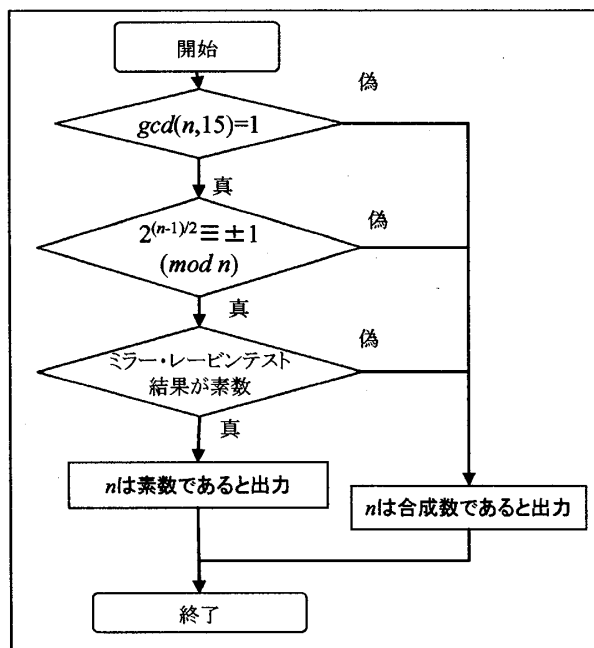 開始
偽
gcd(n,15)=1
真
2^{(n-1)/2}≡±1
(mod n)
偽
真
ミラー・レービンテスト
結果が素数
偽
真
nは素数であると出力
nは合成数であると出力
終了